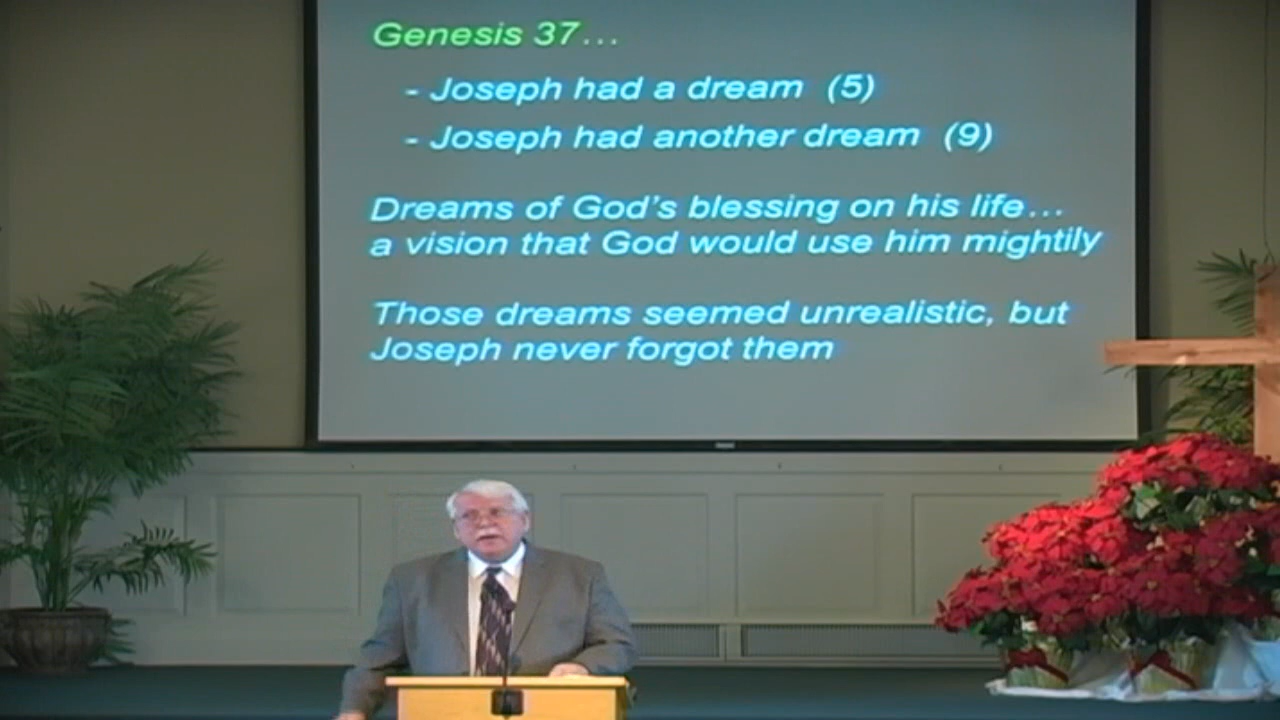 Genesis 37...
- Joseph had a dream (5)
- Joseph had another dream (9)
Dreams of God's blessing on his life...
a vision that God would use him mightily
Those dreams seemed unrealistic, but
Joseph never forgot them